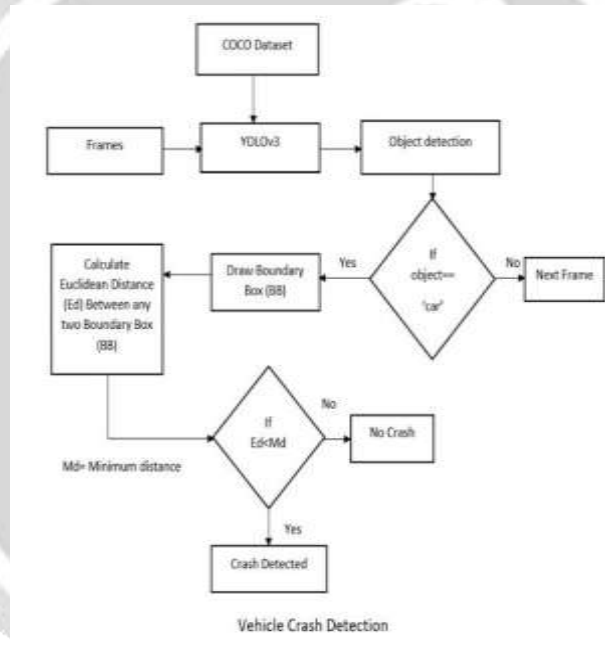 COCO Dataset
Frames
YOLOv3
Object detection
If
object==
'car'
Yes
No
Next Frame
Draw Boundary
Box (BB)
Calculate
Euclidean Distance
(Ed) Between any
two Boundary Box
(BB)
If
Ed<Md
No
No Crash
Md= Minimum distance
Yes
Crash Detected
Vehicle Crash Detection